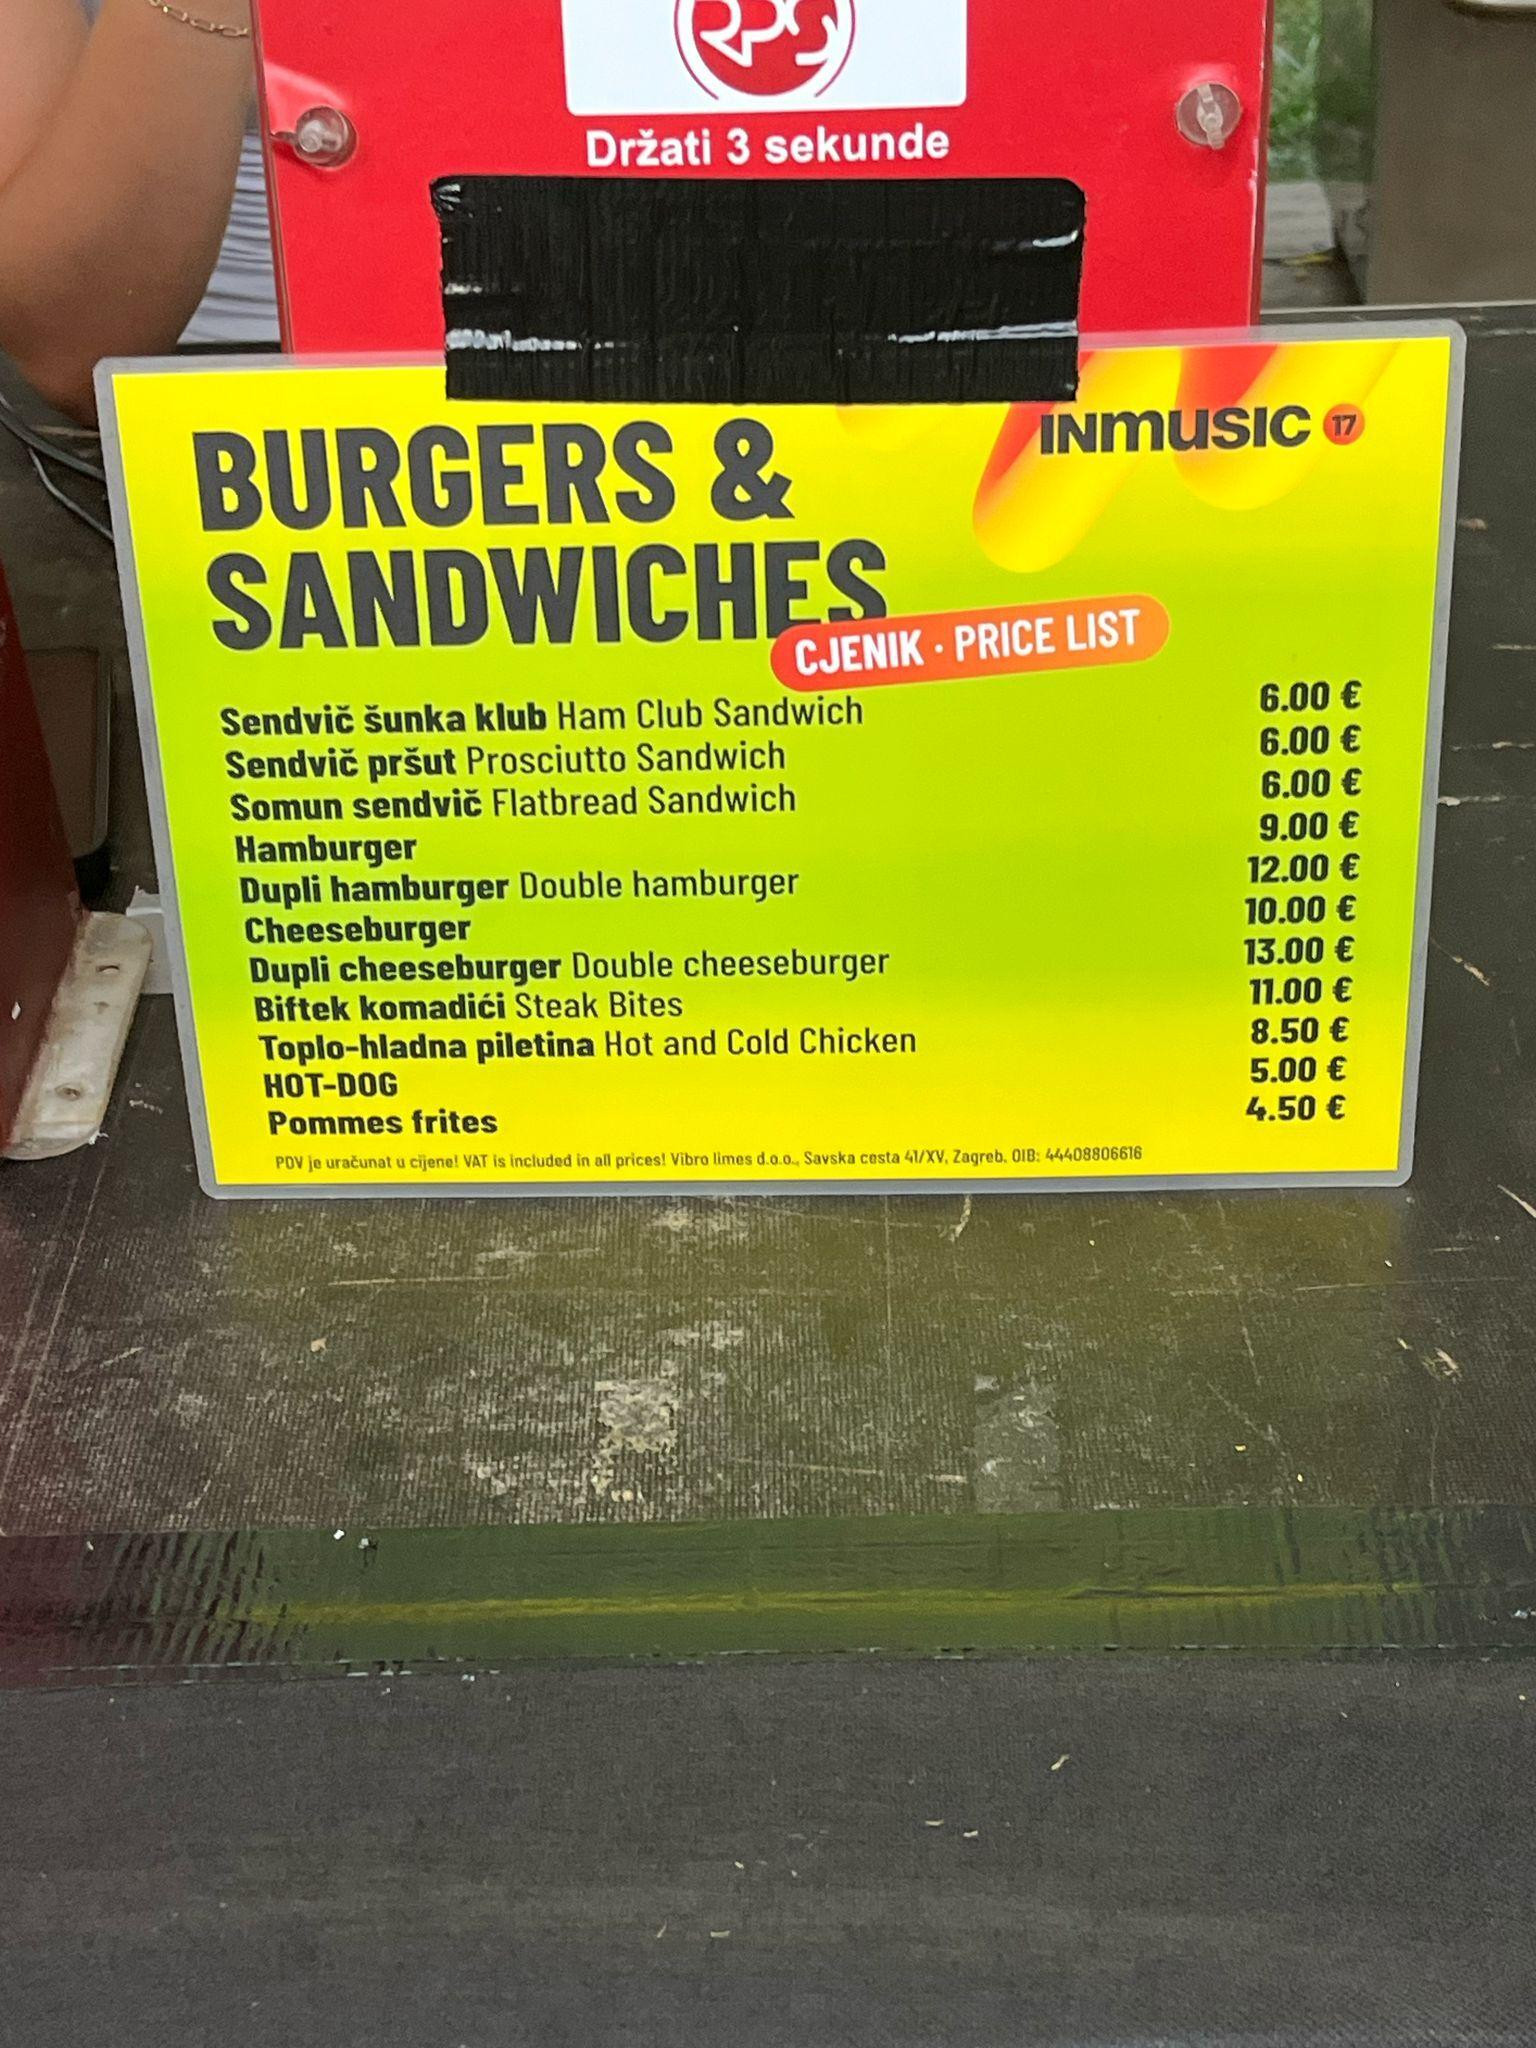 RPS
Držati 3 sekunde
INmusic 17
BURGERS &
SANDWICHES
CJENIK · PRICE LIST
Sendvič šunka klub Ham Club Sandwich 6.00 €
Sendvič pršut Prosciutto Sandwich 6.00 €
Somun sendvič Flatbread Sandwich 6.00 €
Hamburger 9.00 €
Dupli hamburger Double hamburger 12.00 €
Cheeseburger 10.00 €
Dupli cheeseburger Double cheeseburger 13.00 €
Biftek komadići Steak Bites 11.00 €
Toplo-hladna piletina Hot and Cold Chicken 8.50 €
HOT-DOG 5.00 €
Pommes frites 4.50 €
PDV je uračunat u cijene! VAT is included in all prices! Vibro limes d.o.o., Savska cesta 41/XV, Zagreb. OIB: 44408806616